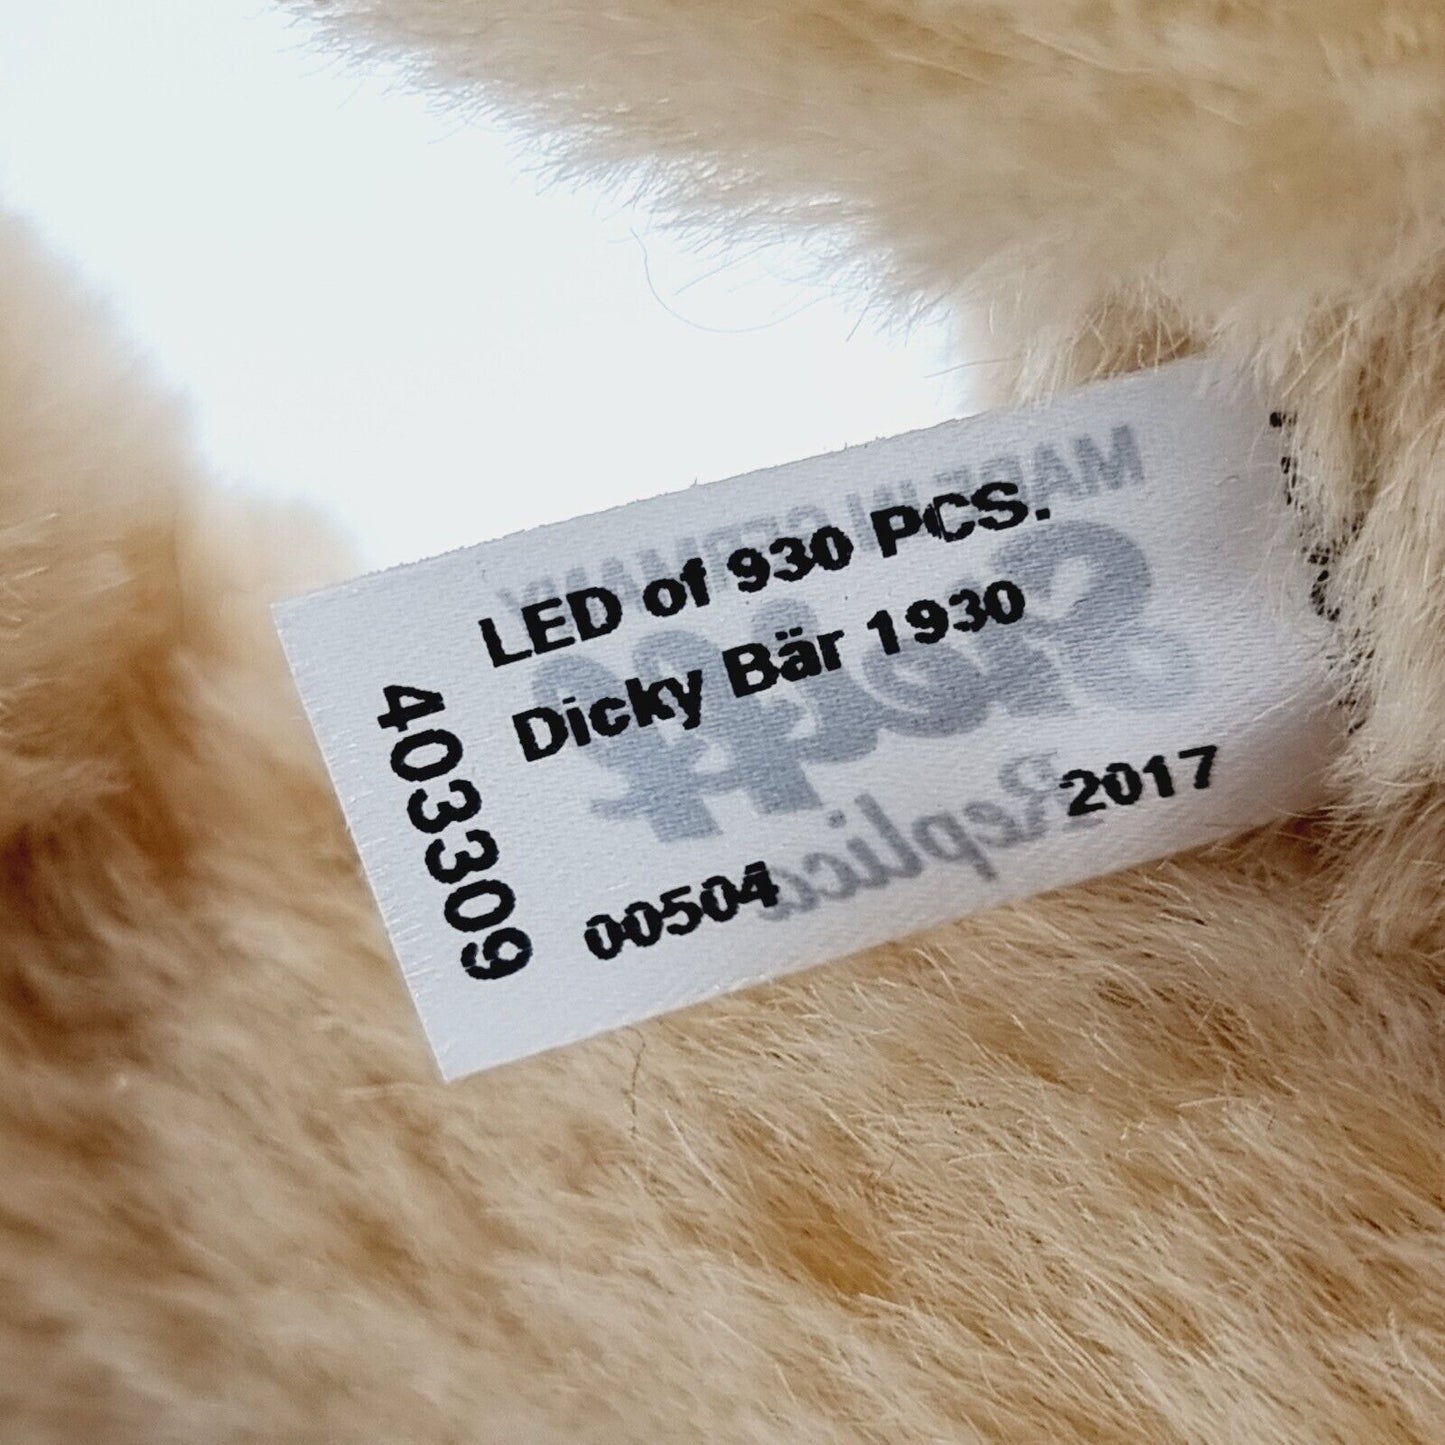 LED of 930 PCS.
Dicky Bär 1930
2017
00504
403309
MADE IN GERMANY
Steiff
Replica